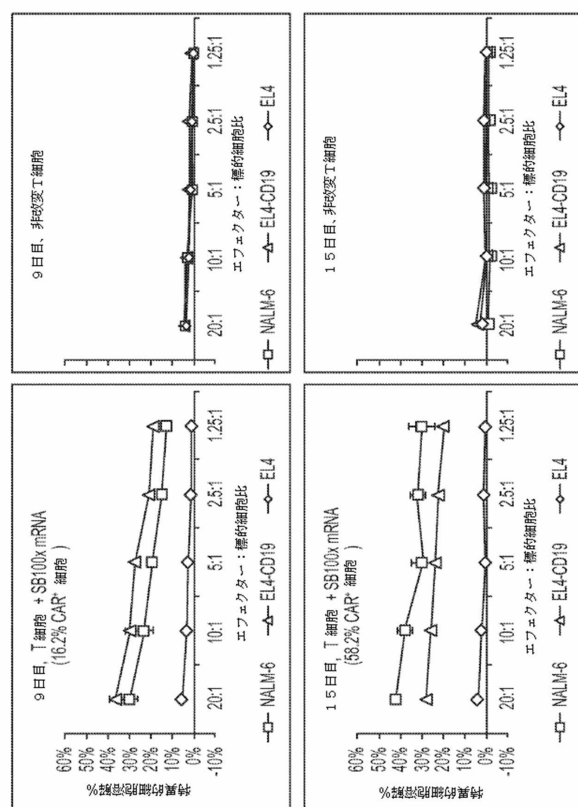 9日目, T細胞 + SB100x mRNA
(16.2% CAR⁺ 細胞)
特異的細胞溶解%
60%
50%
40%
30%
20%
10%
0%
-10%
20:1
10:1
5:1
2.5:1
1.25:1
エフェクター:標的細胞比
NALM-6
EL4-CD19
EL4
9日目、非改変T細胞
20:1
10:1
5:1
2.5:1
1.25:1
エフェクター:標的細胞比
NALM-6
EL4-CD19
EL4
15日目, T細胞 + SB100x mRNA
(58.2% CAR⁺ 細胞)
特異的細胞溶解%
60%
50%
40%
30%
20%
10%
0%
-10%
20:1
10:1
5:1
2.5:1
1.25:1
エフェクター:標的細胞比
NALM-6
EL4-CD19
EL4
15日目、非改変T細胞
20:1
10:1
5:1
2.5:1
1.25:1
エフェクター:標的細胞比
NALM-6
EL4-CD19
EL4